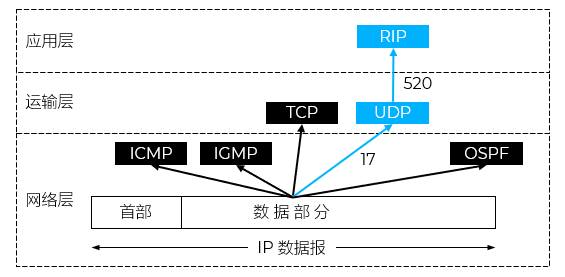 应用层
RIP
520
运输层
TCP
UDP
17
ICMP
IGMP
OSPF
网络层
首部
数据部分
IP 数据报